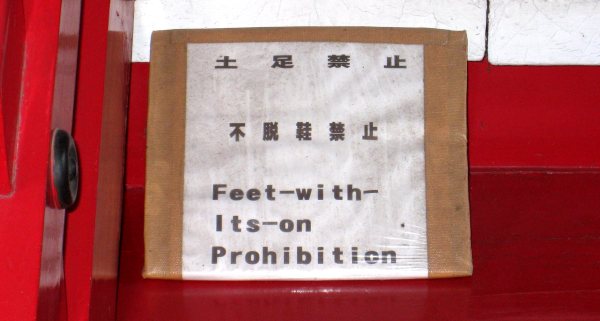 土足禁止
不脱鞋禁止
Feet-with-
Its-on
Prohibition